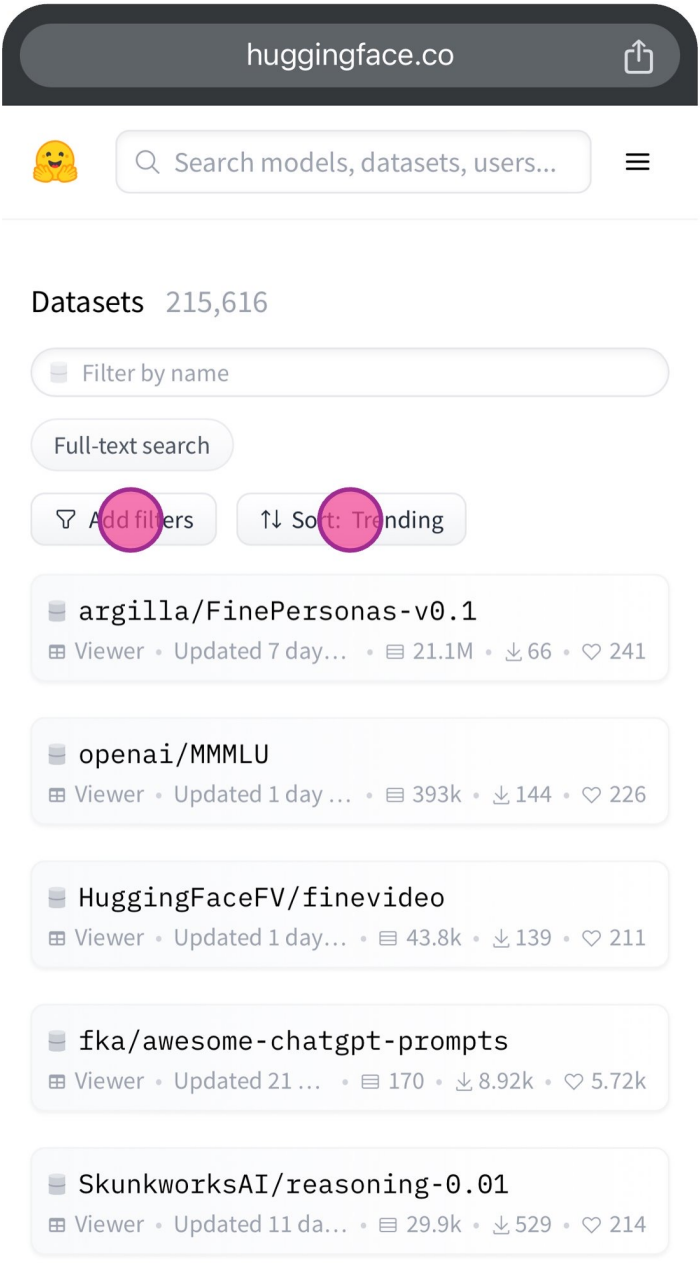 huggingface.co
Search models, datasets, users...
Datasets 215,616
Filter by name
Full-text search
Add filters Sort: Trending
argilla/FinePersonas-v0.1
Viewer • Updated 7 day… • 21.1M • 66 • 241
openai/MMMLU
Viewer • Updated 1 day … • 393k • 144 • 226
HuggingFaceFV/finevideo
Viewer • Updated 1 day… • 43.8k • 139 • 211
fka/awesome-chatgpt-prompts
Viewer • Updated 21 … • 170 • 8.92k • 5.72k
SkunkworksAI/reasoning-0.01
Viewer • Updated 11 da… • 29.9k • 529 • 214